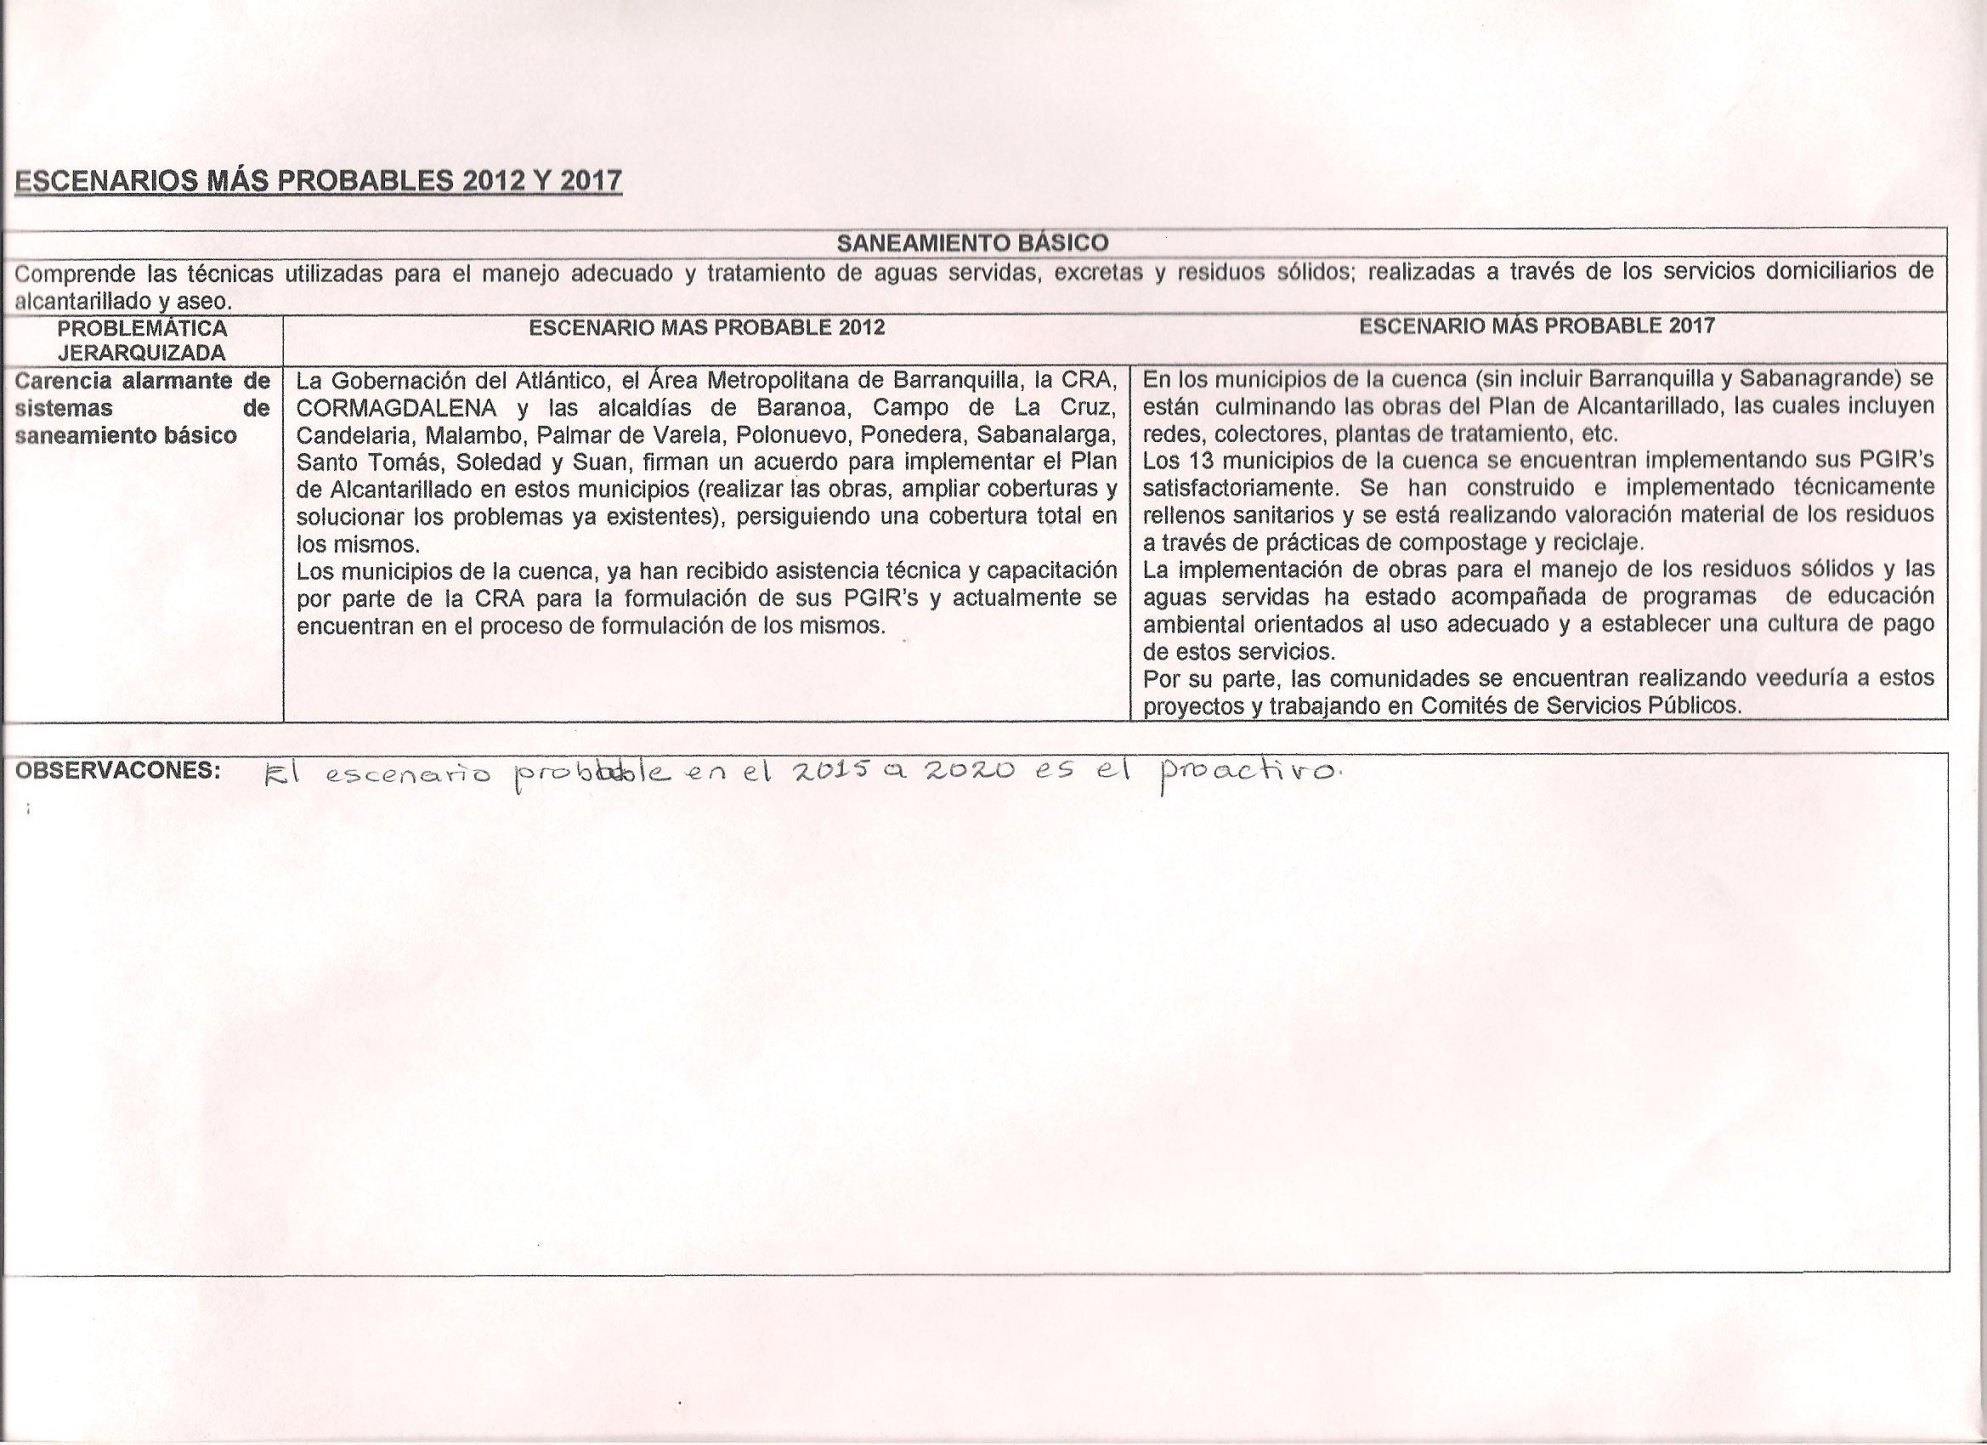 ESCENARIOS MÁS PROBABLES 2012 Y 2017
SANEAMIENTO BÁSICO
Comprende las técnicas utilizadas para el manejo adecuado y tratamiento de aguas servidas, excretas y residuos sólidos; realizadas a través de los servicios domiciliarios de
alcantarillado y aseo.
PROBLEMÁTICA
JERARQUIZADA
ESCENARIO MAS PROBABLE 2012
ESCENARIO MÁS PROBABLE 2017
Carencia alarmante de
sistemas de
saneamiento básico
La Gobernación del Atlántico, el Área Metropolitana de Barranquilla, la CRA,
CORMAGDALENA y las alcaldías de Baranoa, Campo de La Cruz,
Candelaria, Malambo, Palmar de Varela, Polonuevo, Ponedera, Sabanalarga,
Santo Tomás, Soledad y Suan, firman un acuerdo para implementar el Plan
de Alcantarillado en estos municipios (realizar las obras, ampliar coberturas y
solucionar los problemas ya existentes), persiguiendo una cobertura total en
los mismos.
Los municipios de la cuenca, ya han recibido asistencia técnica y capacitación
por parte de la CRA para la formulación de sus PGIR's y actualmente se
encuentran en el proceso de formulación de los mismos.
En los municipios de la cuenca (sin incluir Barranquilla y Sabanagrande) se
están culminando las obras del Plan de Alcantarillado, las cuales incluyen
redes, colectores, plantas de tratamiento, etc.
Los 13 municipios de la cuenca se encuentran implementando sus PGIR's
satisfactoriamente. Se han construido e implementado técnicamente
rellenos sanitarios y se está realizando valoración material de los residuos
a través de prácticas de compostage y reciclaje.
La implementación de obras para el manejo de los residuos sólidos y las
aguas servidas ha estado acompañada de programas de educación
ambiental orientados al uso adecuado y a establecer una cultura de pago
de estos servicios.
Por su parte, las comunidades se encuentran realizando veeduría a estos
proyectos y trabajando en Comités de Servicios Públicos.
OBSERVACONES: El escenario probable en el 2015 a 2020 es el proactivo.